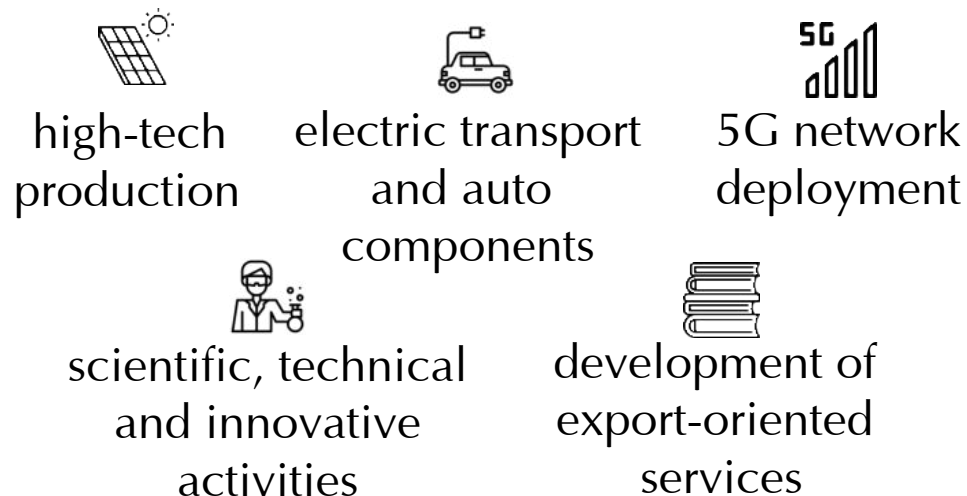 5G
high-tech
production
electric transport
and auto
components
5G network
deployment
scientific, technical
and innovative
activities
development of
export-oriented
services